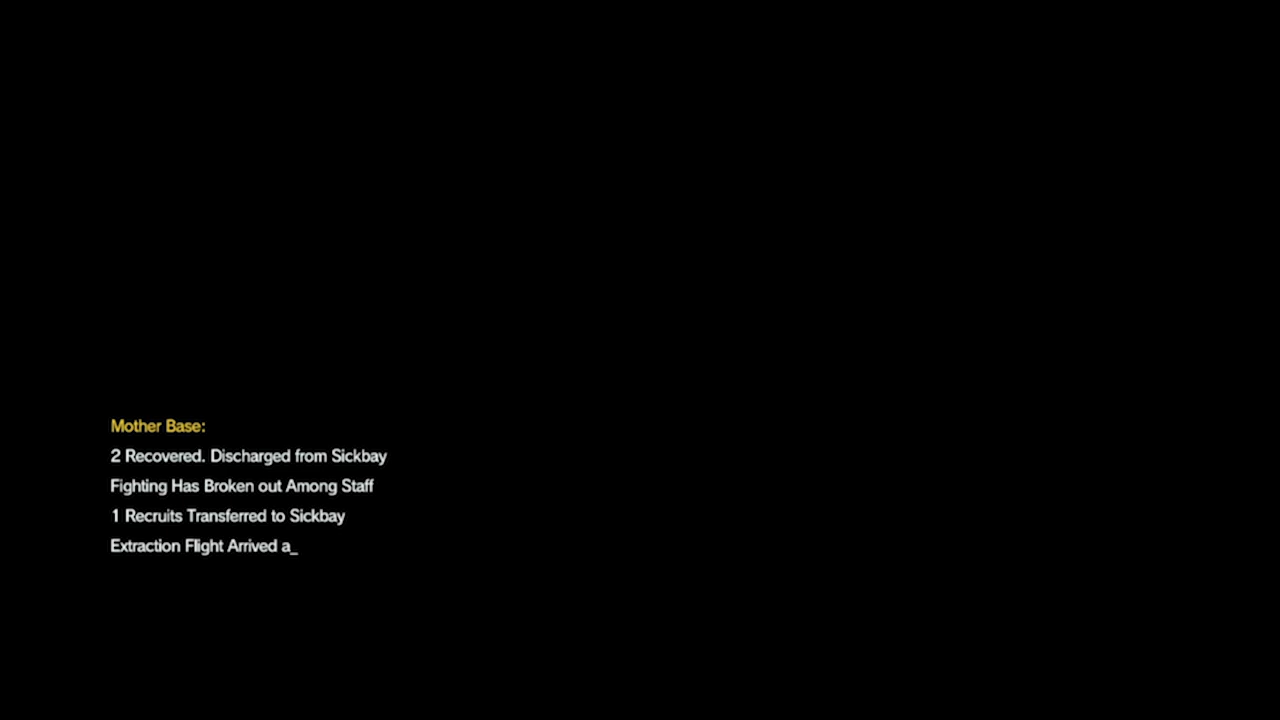 Mother Base:
2 Recovered. Discharged from Sickbay
Fighting Has Broken out Among Staff
1 Recruits Transferred to Sickbay
Extraction Flight Arrived a_